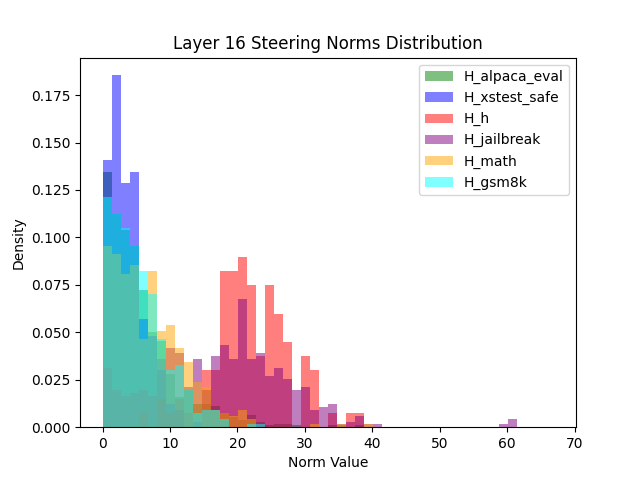 Layer 16 Steering Norms Distribution
H_alpaca_eval
H_xstest_safe
H_h
H_jailbreak
H_math
H_gsm8k
0.175
0.150
0.125
0.100
0.075
0.050
0.025
0.000
Density
0 10 20 30 40 50 60 70
Norm Value